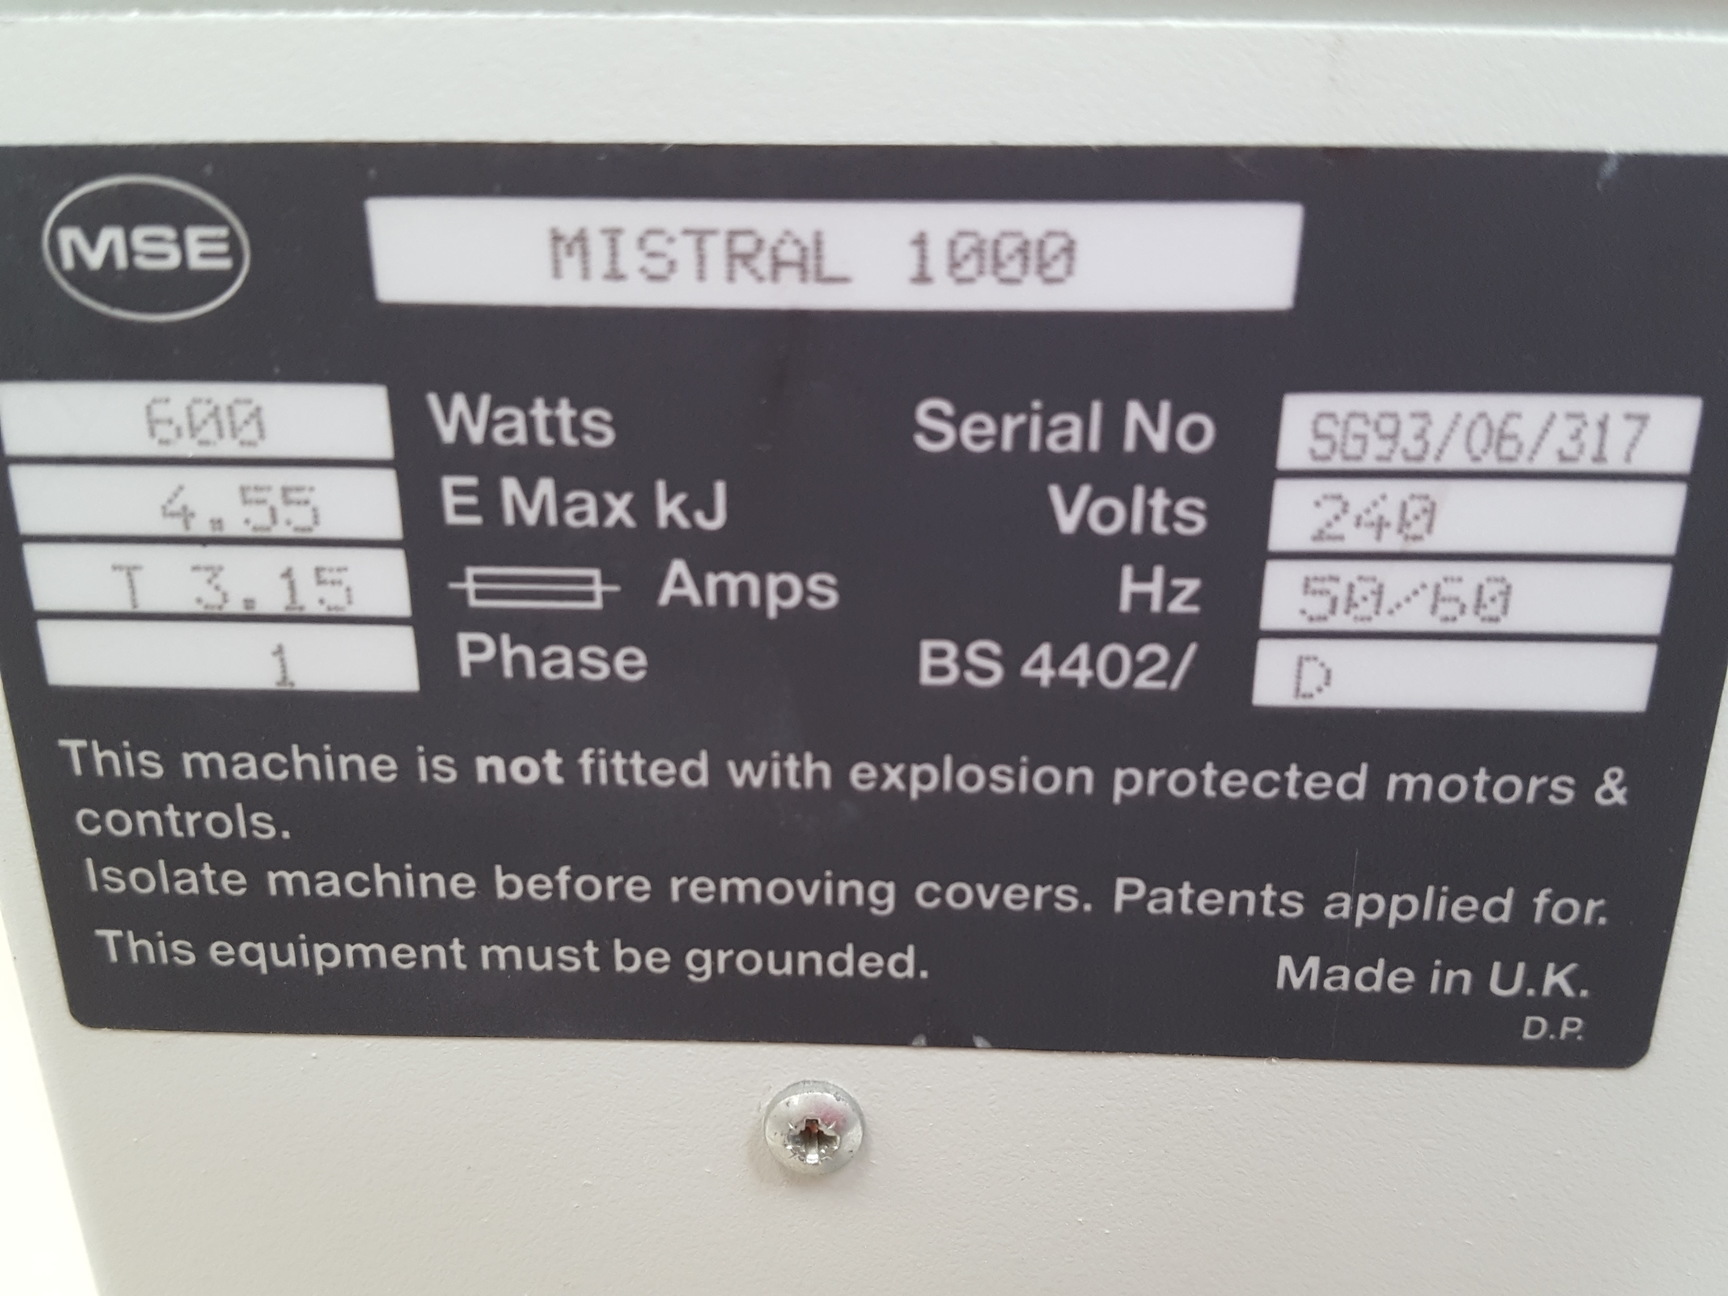 MSE
MISTRAL 1000
600 Watts Serial No SG93/06/317
4.55 E Max kJ Volts 240
T 3.15 Amps Hz 50/60
1 Phase BS 4402/ D
This machine is not fitted with explosion protected motors &
controls.
Isolate machine before removing covers. Patents applied for.
This equipment must be grounded. Made in U.K.
D.P.